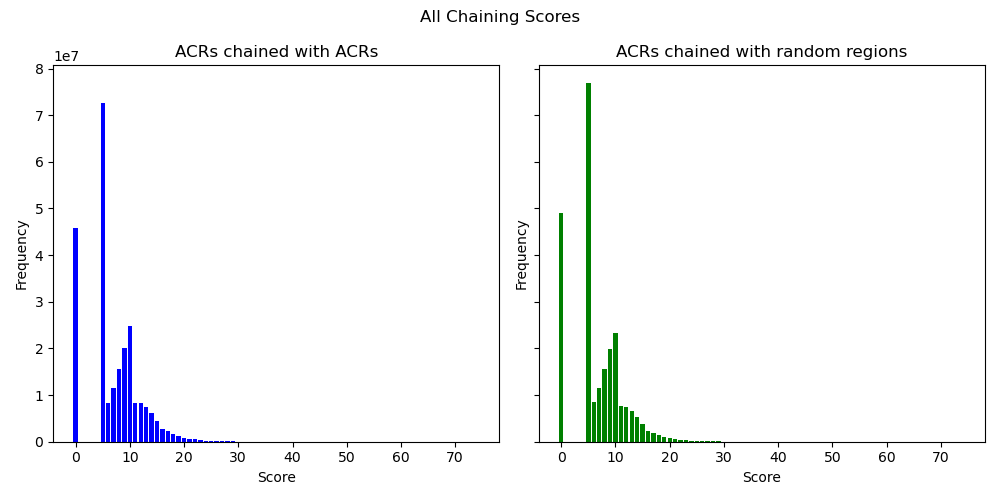 All Chaining Scores
ACRs chained with ACRs
1e7
8
7
6
5
4
3
2
1
0
Frequency
0 10 20 30 40 50 60 70
Score
ACRs chained with random regions
Frequency
0 10 20 30 40 50 60 70
Score